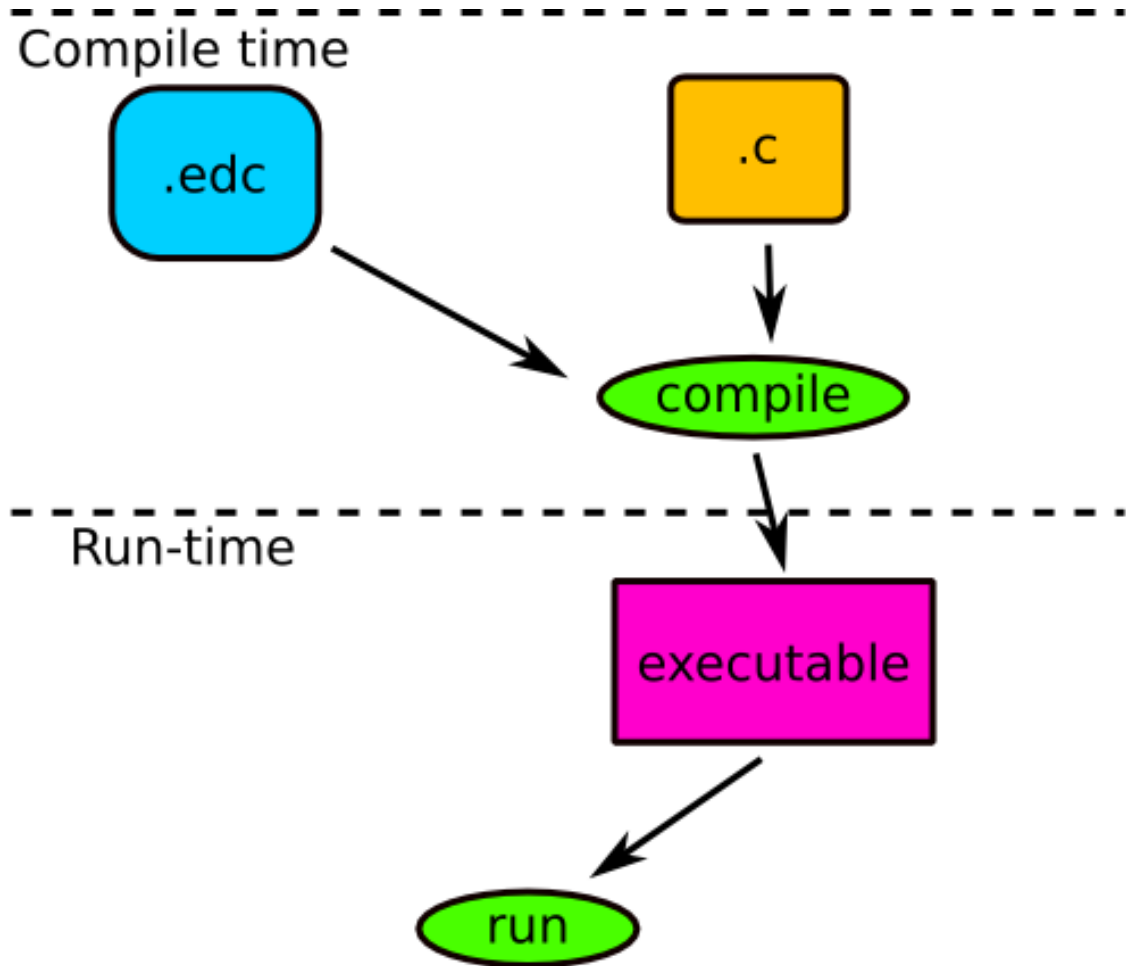 Compile time
.edc
.c
compile
Run-time
executable
run